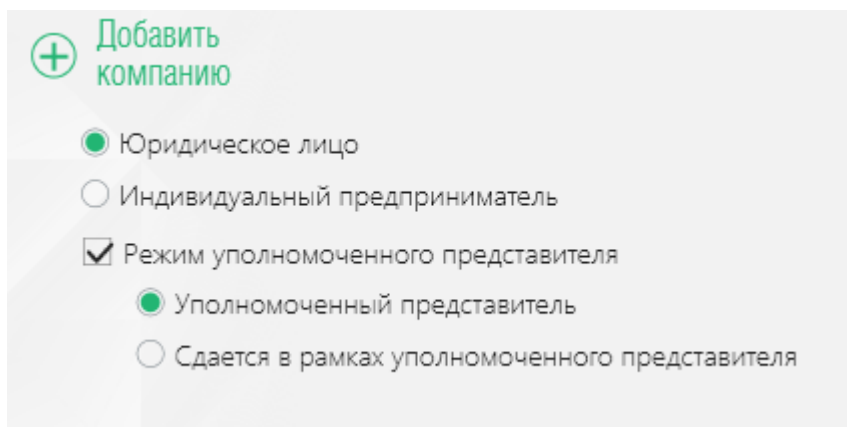 Добавить
компанию
Юридическое лицо
Индивидуальный предприниматель
Режим уполномоченного представителя
Уполномоченный представитель
Сдается в рамках уполномоченного представителя